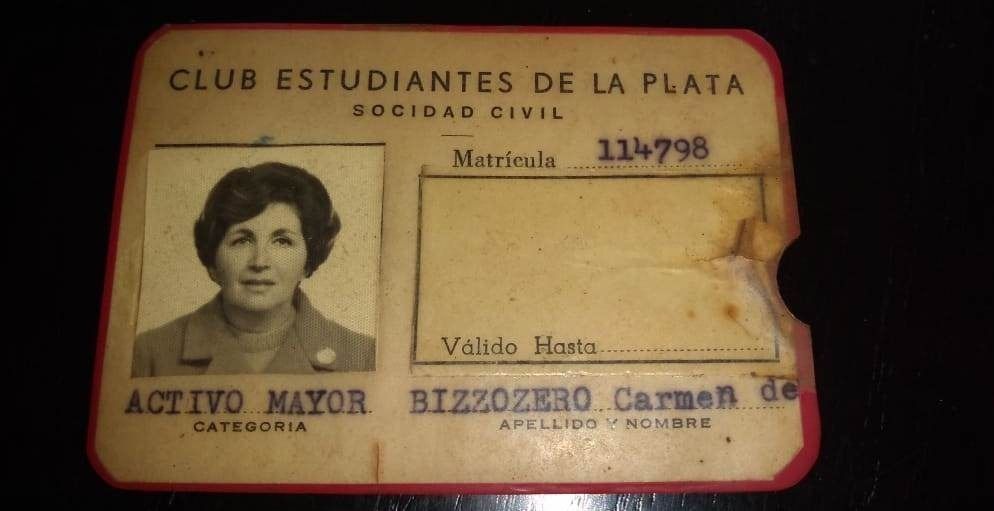 CLUB ESTUDIANTES DE LA PLATA
SOCIDAD CIVIL
Matrícula 114798
Válido Hasta
ACTIVO MAYOR
CATEGORIA
BIZZOZERO Carmen de
APELLIDO Y NOMBRE